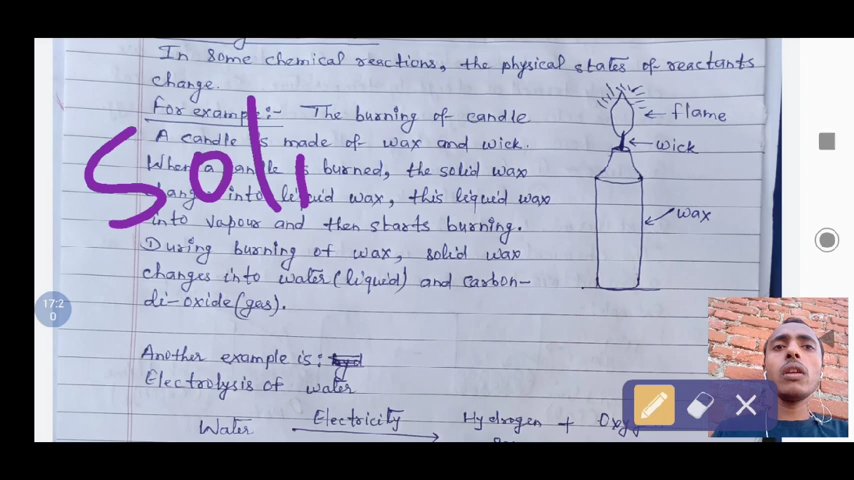 In some chemical reactions, the physical states of reactants
change.
For example:- The burning of candle
A candle is made of wax and wick.
When a candle is burned, the solid wax
changes into liquid wax, this liquid wax
into vapour and then starts burning.
During burning of wax, solid wax
changes into water (liquid) and carbon-
di-oxide (gas).
Another example is:
Electrolysis of water
Water Electricity Hydrogen +
flame
wick
wax
Soli
17:20